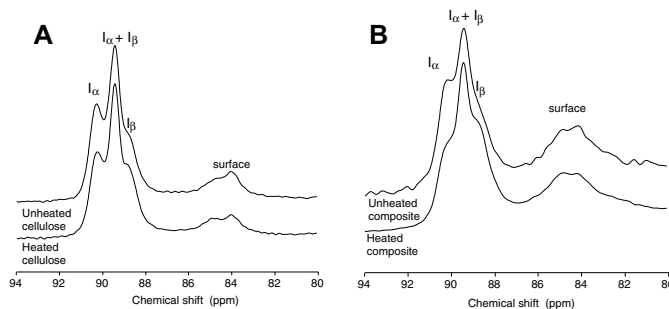 A
Iα + Iβ
Iα
Iβ
surface
Unheated
cellulose
Heated
cellulose
94 92 90 88 86 84 82 80
Chemical shift (ppm)
B
Iα + Iβ
Iα
Iβ
surface
Unheated
composite
Heated
composite
94 92 90 88 86 84 82 80
Chemical shift (ppm)